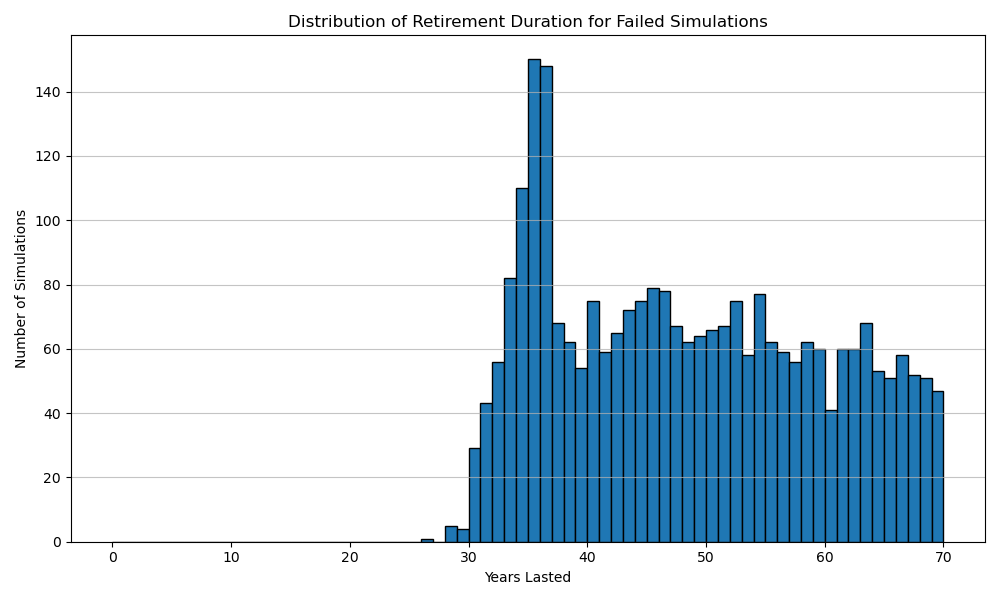 Distribution of Retirement Duration for Failed Simulations
Number of Simulations
140
120
100
80
60
40
20
0
0 10 20 30 40 50 60 70
Years Lasted